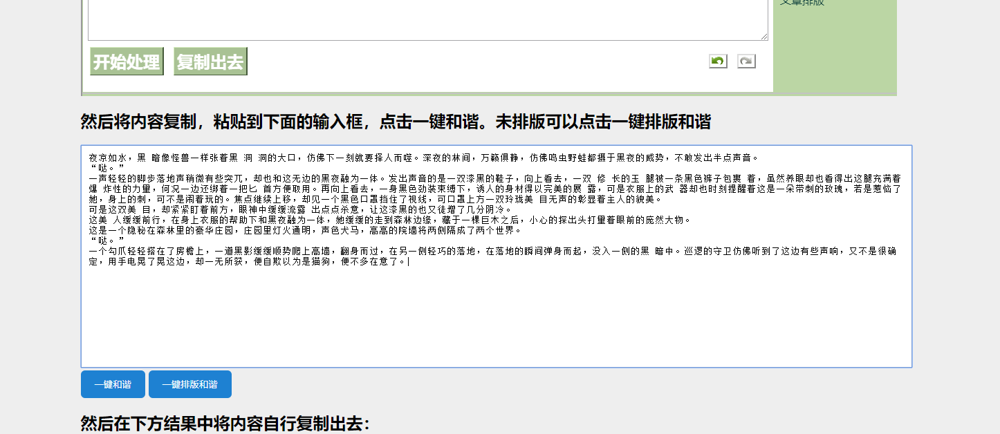 文章排版
开始处理 复制出去
然后将内容复制，粘贴到下面的输入框，点击一键和谐。未排版可以点击一键排版和谐
夜凉如水，黑 暗像怪兽一样张着黑 洞 洞的大口，仿佛下一刻就要择人而噬。深夜的林间，万籁俱静，仿佛鸣虫野蛙都摄于黑夜的威势，不敢发出半点声音。
“哒。”
一声轻轻的脚步落地声稍微有些突兀，却也和这无边的黑夜融为一体。发出声音的是一双漆黑的鞋子，向上看去，一双 修 长的玉 腿被一条黑色裤子包裹 着，虽然养眼却也看得出这腿充满着
爆 炸性的力量，何况一边还绑着一把匕 首方便取用。再向上看去，一身黑色劲装束缚下，诱人的身材得以完美的展 露，可是衣服上的武 器却也时刻提醒着这是一朵带刺的玫瑰，若是惹恼了
她，身上的刺，可不是闹着玩的。焦点继续上移，却见一个黑色口罩挡住了视线，可口罩上方一双玲珑美 目无声的彰显着主人的貌美。
可是这双美 目，却紧紧盯着前方，眼神中缓缓流露 出点点杀意，让这漆黑的也又徒增了几分阴冷。
这美 人缓缓前行，在身上衣服的帮助下和黑夜融为一体，她缓缓的走到森林边缘，藏于一棵巨木之后，小心的探出头打量着眼前的庞然大物。
这是一个隐秘在森林里的豪华庄园，庄园里灯火通明，声色犬马，高高的院墙将两侧隔成了两个世界。
“哒。”
一个勾爪轻轻搭在了房檐上，一道黑影缓缓顺势爬上高墙，翻身而过，在另一侧轻巧的落地，在落地的瞬间弹身而起，没入一侧的黑 暗中。巡逻的守卫仿佛听到了这边有些声响，又不是很确
定，用手电晃了晃这边，却一无所获，便自欺以为是猫狗，便不多在意了。
一键和谐 一键排版和谐
然后在下方结果中将内容自行复制出去：